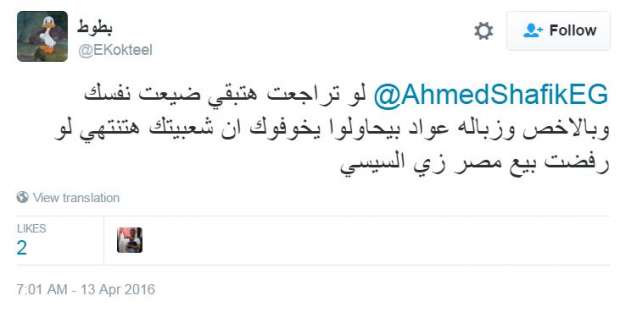 بطوط
@EKokteel
Follow
@AhmedShafikEG لو تراجعت هتبقي ضيعت نفسك
وبالاخص وزباله عواد بيحاولوا يخوفوك ان شعبيتك هتنتهي لو
رفضت بيع مصر زي السيسي
View translation
LIKES
2
7:01 AM - 13 Apr 2016